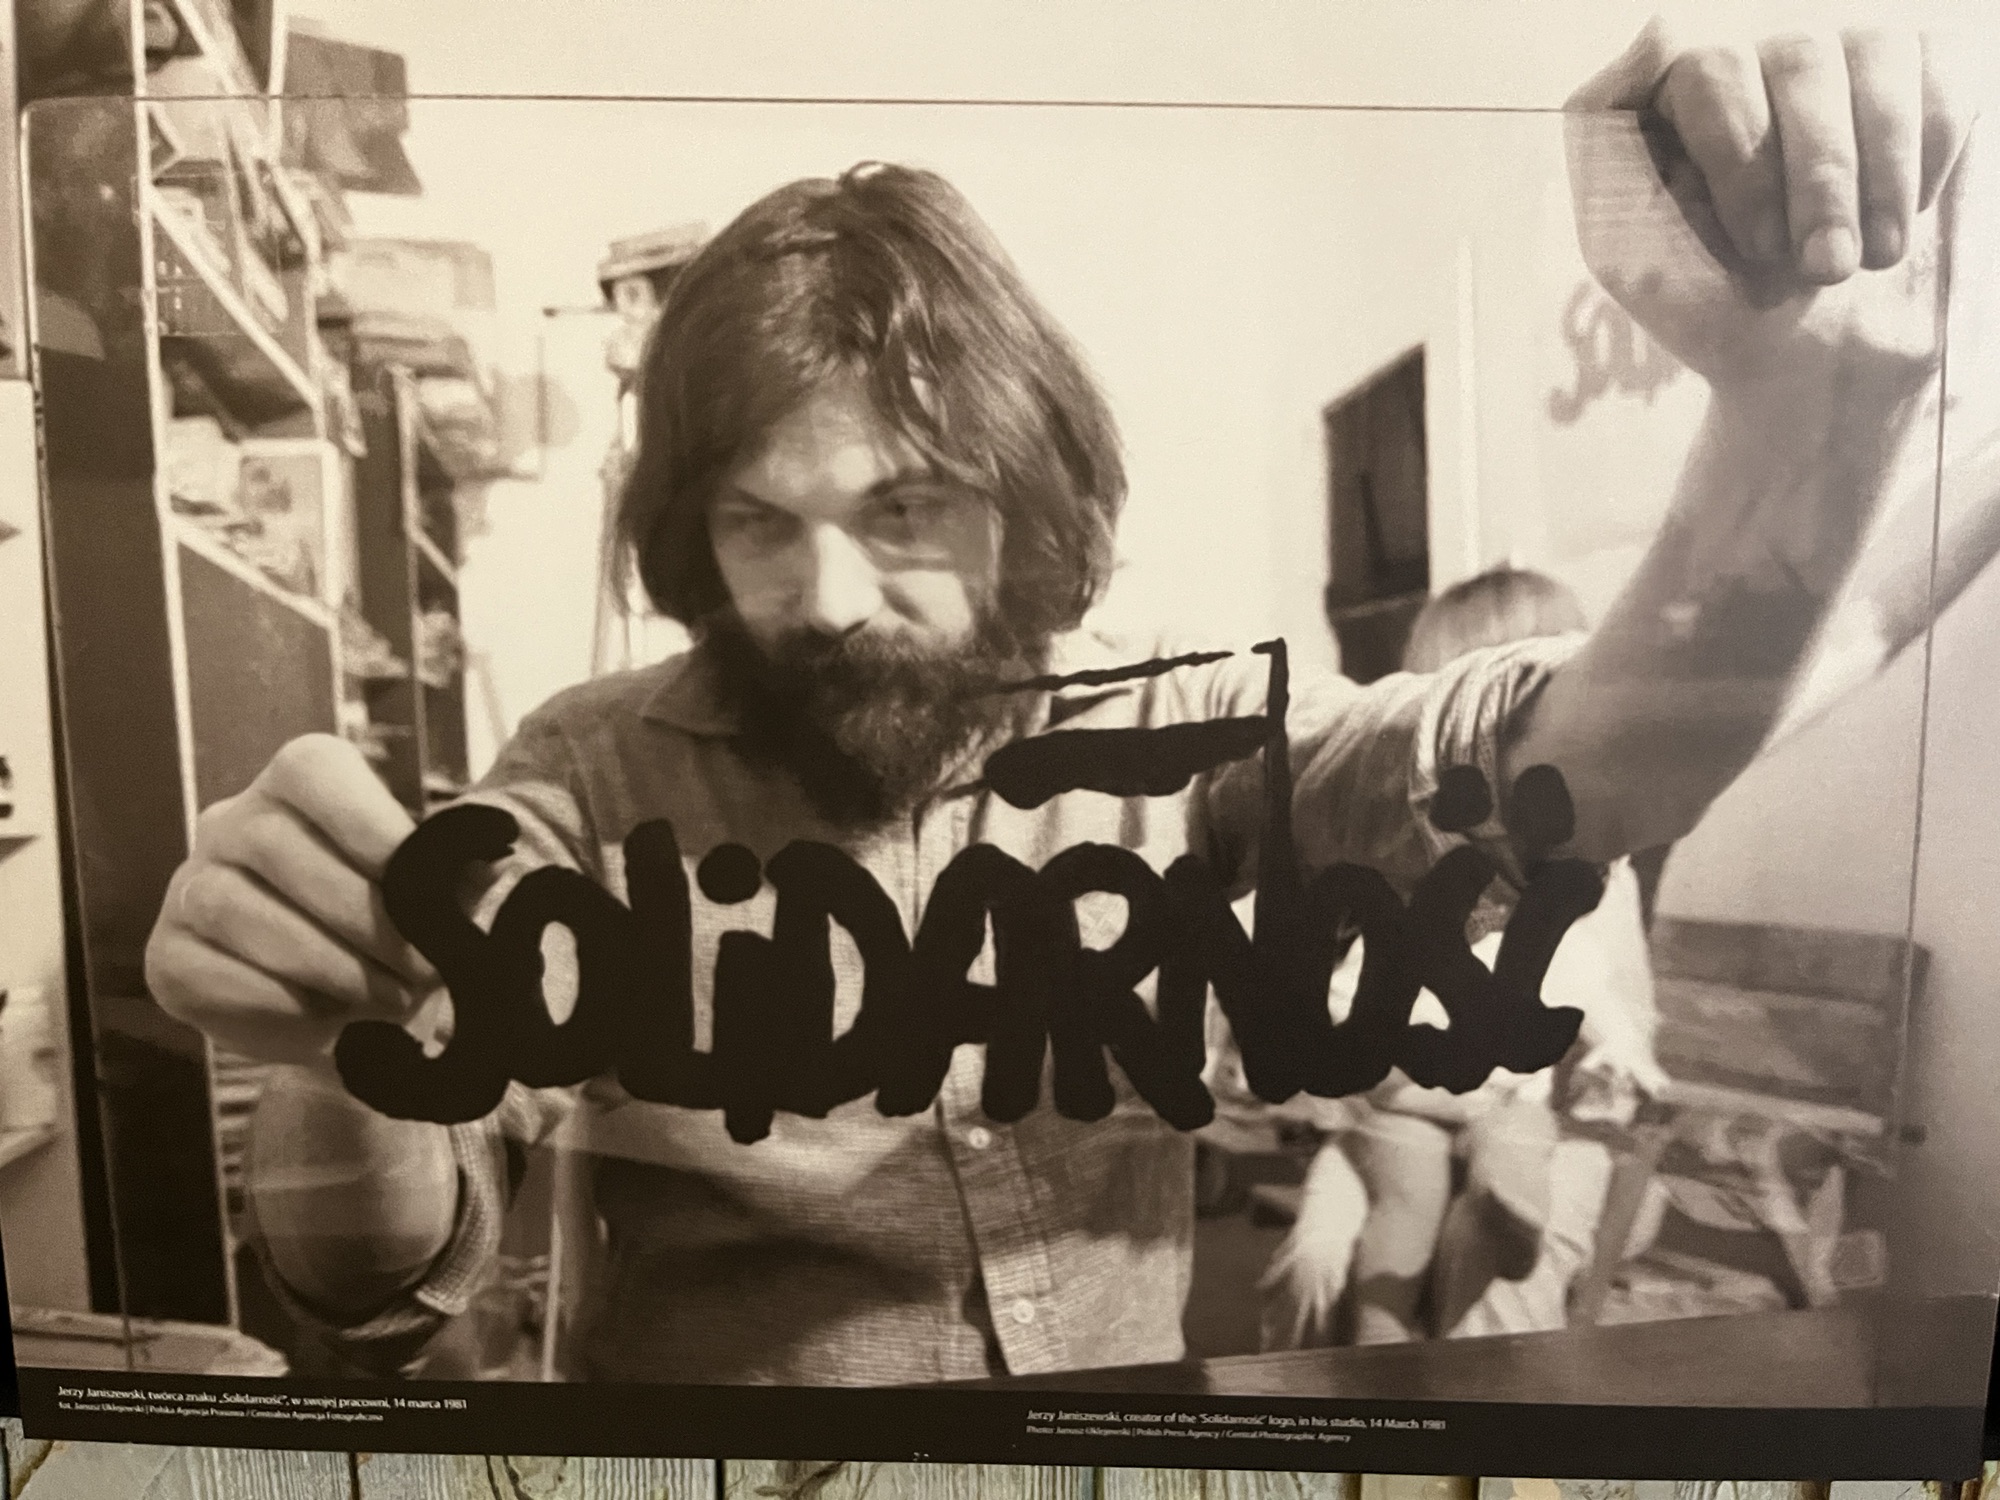 SOLiDARNOŚĆ
Jerzy Janiszewski, twórca znaku „Solidarność”, w swojej pracowni, 14 marca 1981
fot. Janusz Uklejewski | Polska Agencja Prasowa / Centralna Agencja Fotograficzna
Jerzy Janiszewski, creator of the 'Solidarność' logo, in his studio, 14 March 1981
Photo: Janusz Uklejewski | Polish Press Agency / Central Photographic Agency